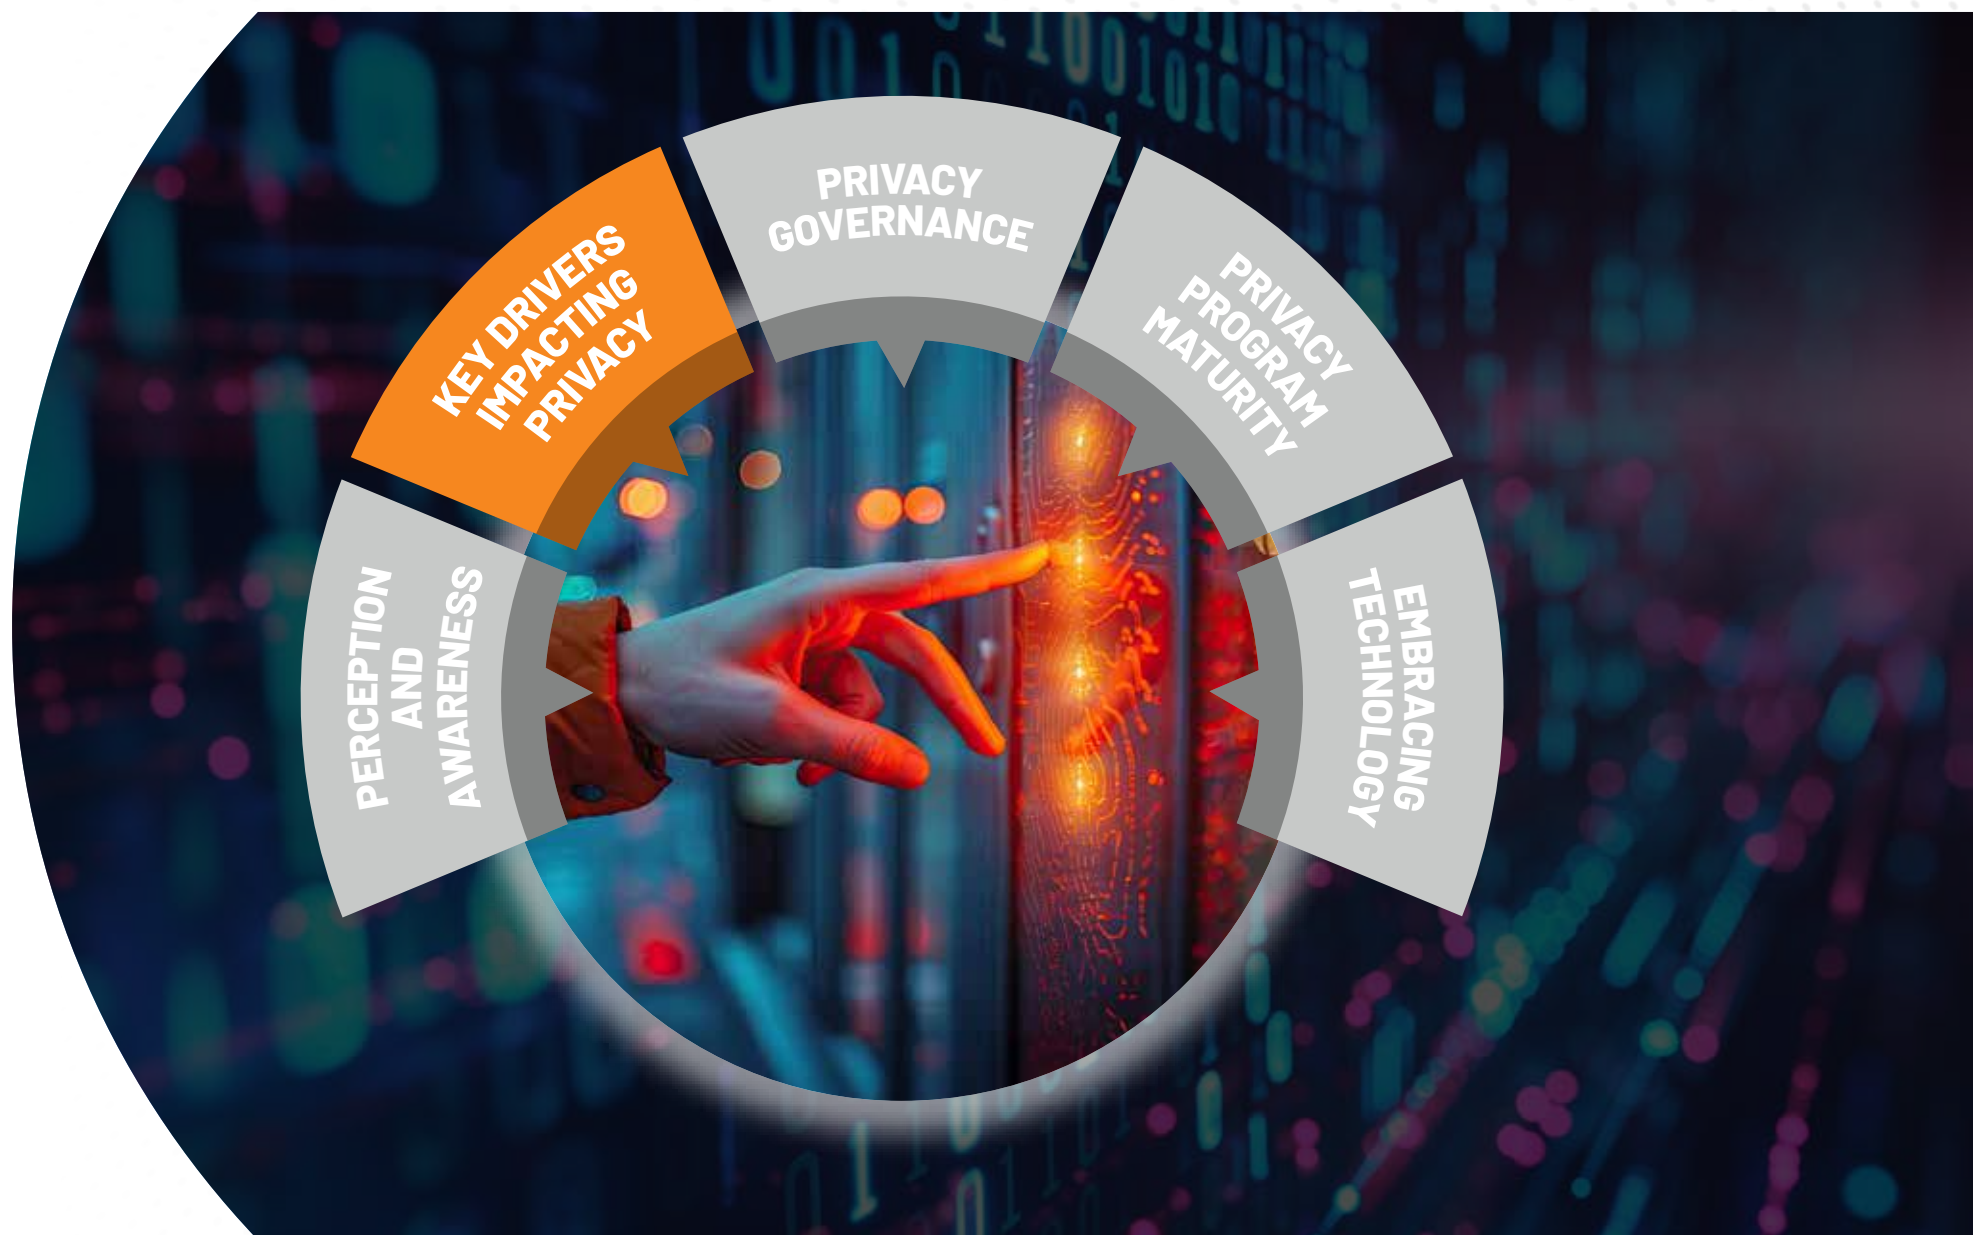 PERCEPTION
AND
AWARENESS
KEY DRIVERS
IMPACTING
PRIVACY
PRIVACY
GOVERNANCE
PRIVACY
PROGRAM
MATURITY
EMBRACING
TECHNOLOGY